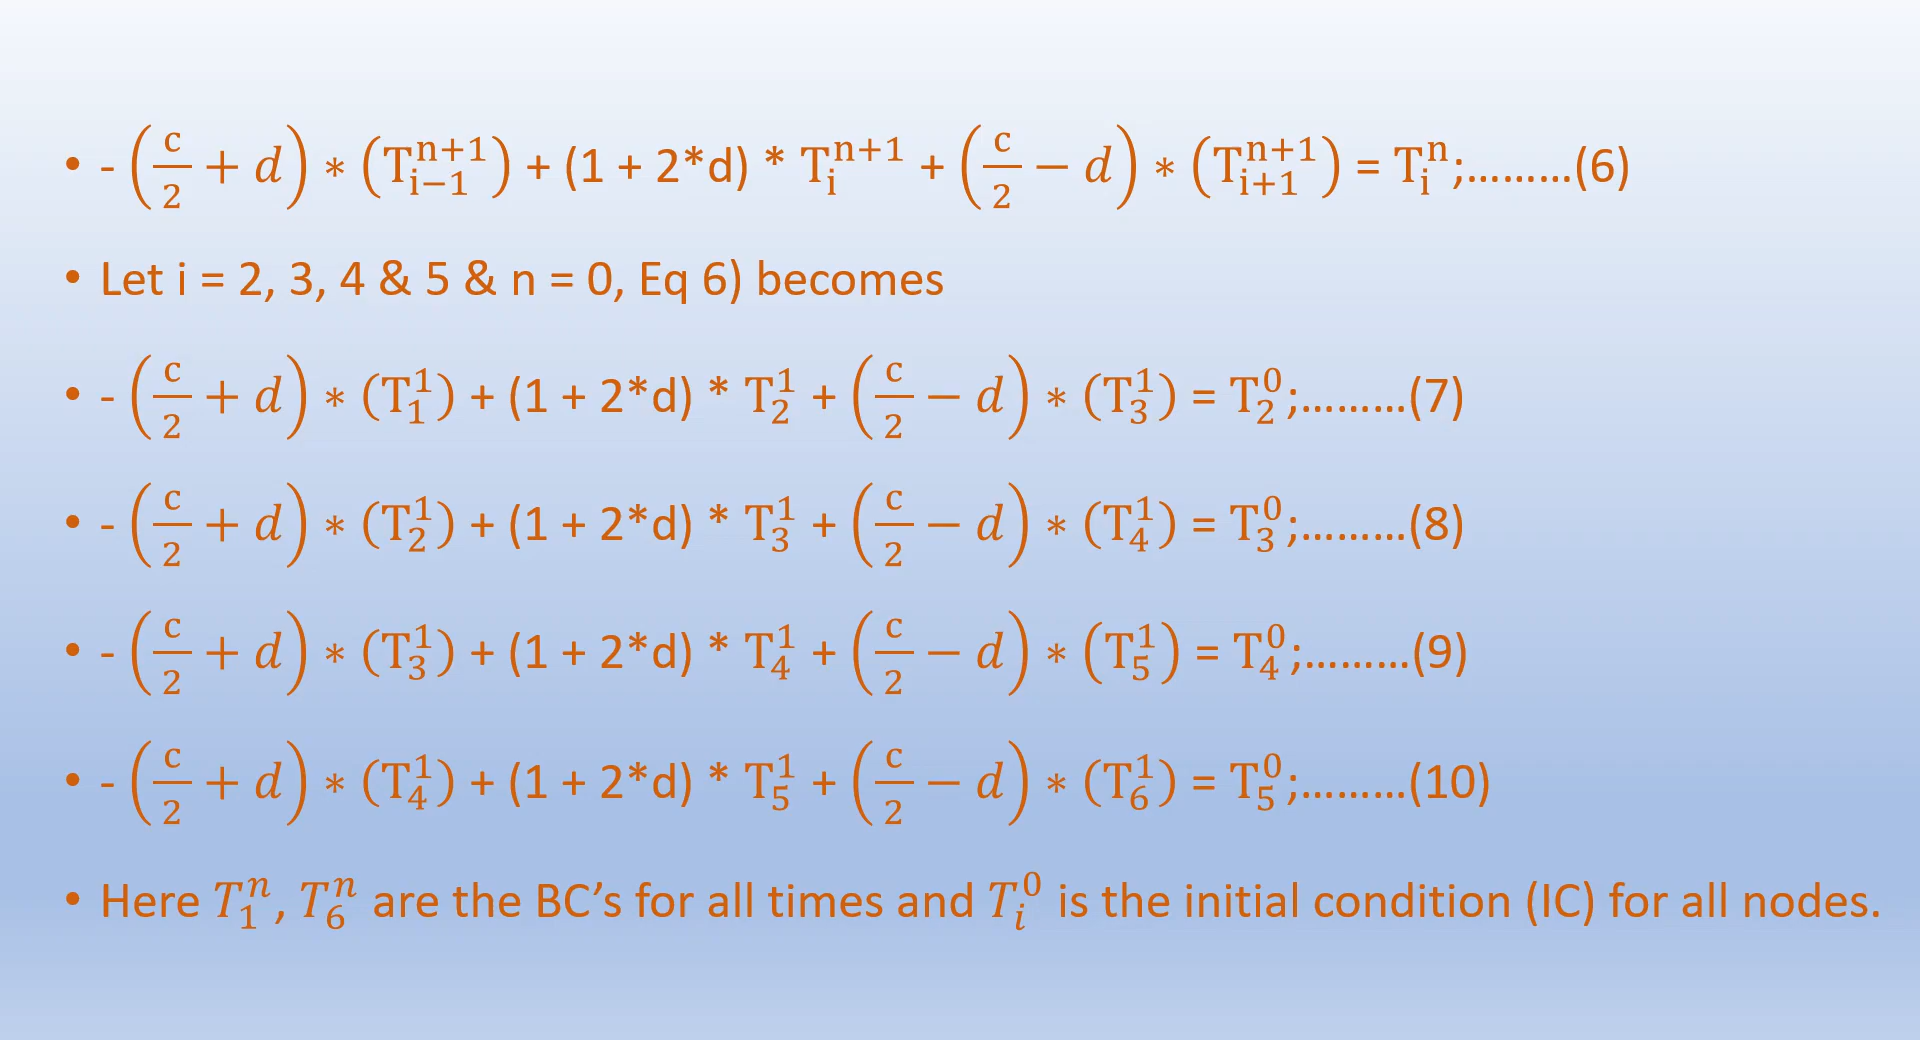 • - (c/2 + d) ∗ (T_{i−1}^{n+1}) + (1 + 2*d) * T_i^{n+1} + (c/2 − d) ∗ (T_{i+1}^{n+1}) = T_i^n;………(6)
• Let i = 2, 3, 4 & 5 & n = 0, Eq 6) becomes
• - (c/2 + d) ∗ (T_1^1) + (1 + 2*d) * T_2^1 + (c/2 − d) ∗ (T_3^1) = T_2^0;………(7)
• - (c/2 + d) ∗ (T_2^1) + (1 + 2*d) * T_3^1 + (c/2 − d) ∗ (T_4^1) = T_3^0;………(8)
• - (c/2 + d) ∗ (T_3^1) + (1 + 2*d) * T_4^1 + (c/2 − d) ∗ (T_5^1) = T_4^0;………(9)
• - (c/2 + d) ∗ (T_4^1) + (1 + 2*d) * T_5^1 + (c/2 − d) ∗ (T_6^1) = T_5^0;………(10)
• Here T_1^n, T_6^n are the BC’s for all times and T_i^0 is the initial condition (IC) for all nodes.